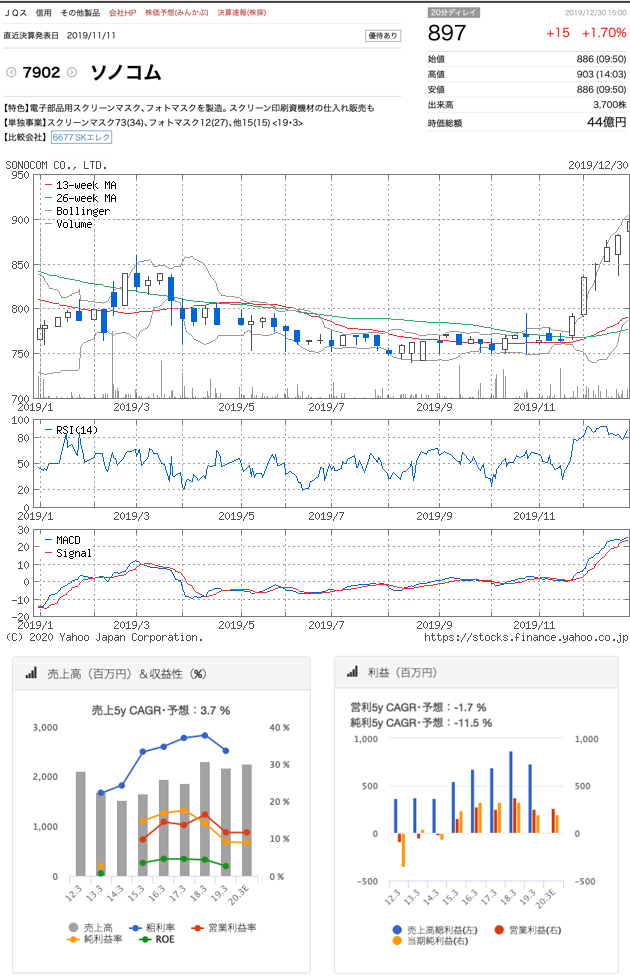 ＪＱス 信用 その他製品 会社HP 株価予想(みんかぶ) 決算速報(株探)
直近決算発表日 2019/11/11
優待あり
7902 ソノコム
【特色】電子部品用スクリーンマスク、フォトマスクを製造。スクリーン印刷資機材の仕入れ販売も
【単独事業】スクリーンマスク73(34)、フォトマスク12(27)、他15(15) <19・3>
【比較会社】 6677 SKエレク
20分ディレイ
2019/12/30 15:00
897 +15 +1.70%
始値 886 (09:50)
高値 903 (14:03)
安値 886 (09:50)
出来高 3,700株
時価総額 44億円
SONOCOM CO., LTD. 2019/12/30
13-week MA
26-week MA
Bollinger
Volume
950
900
850
800
750
700
2019/1 2019/3 2019/5 2019/7 2019/9 2019/11
RSI(14)
100
80
50
20
0
2019/1 2019/3 2019/5 2019/7 2019/9 2019/11
MACD
Signal
30
20
10
0
-10
-20
2019/1 2019/3 2019/5 2019/7 2019/9 2019/11
(C) 2020 Yahoo Japan Corporation. https://stocks.finance.yahoo.co.jp
売上高（百万円）＆収益性（%）
売上5y CAGR・予想：3.7 %
3,000
2,000
1,000
0
40 %
30 %
20 %
10 %
0 %
12.3 13.3 14.3 15.3 16.3 17.3 18.3 19.3 20.3E
売上高 粗利率 営業利益率
純利益率 ROE
利益（百万円）
営利5y CAGR・予想：-1.7 %
純利5y CAGR・予想：-11.5 %
1,000
500
0
-500
1,000
500
0
-500
12.3 13.3 14.3 15.3 16.3 17.3 18.3 19.3 20.3E
売上高総利益(左) 営業利益(右)
当期純利益(右)